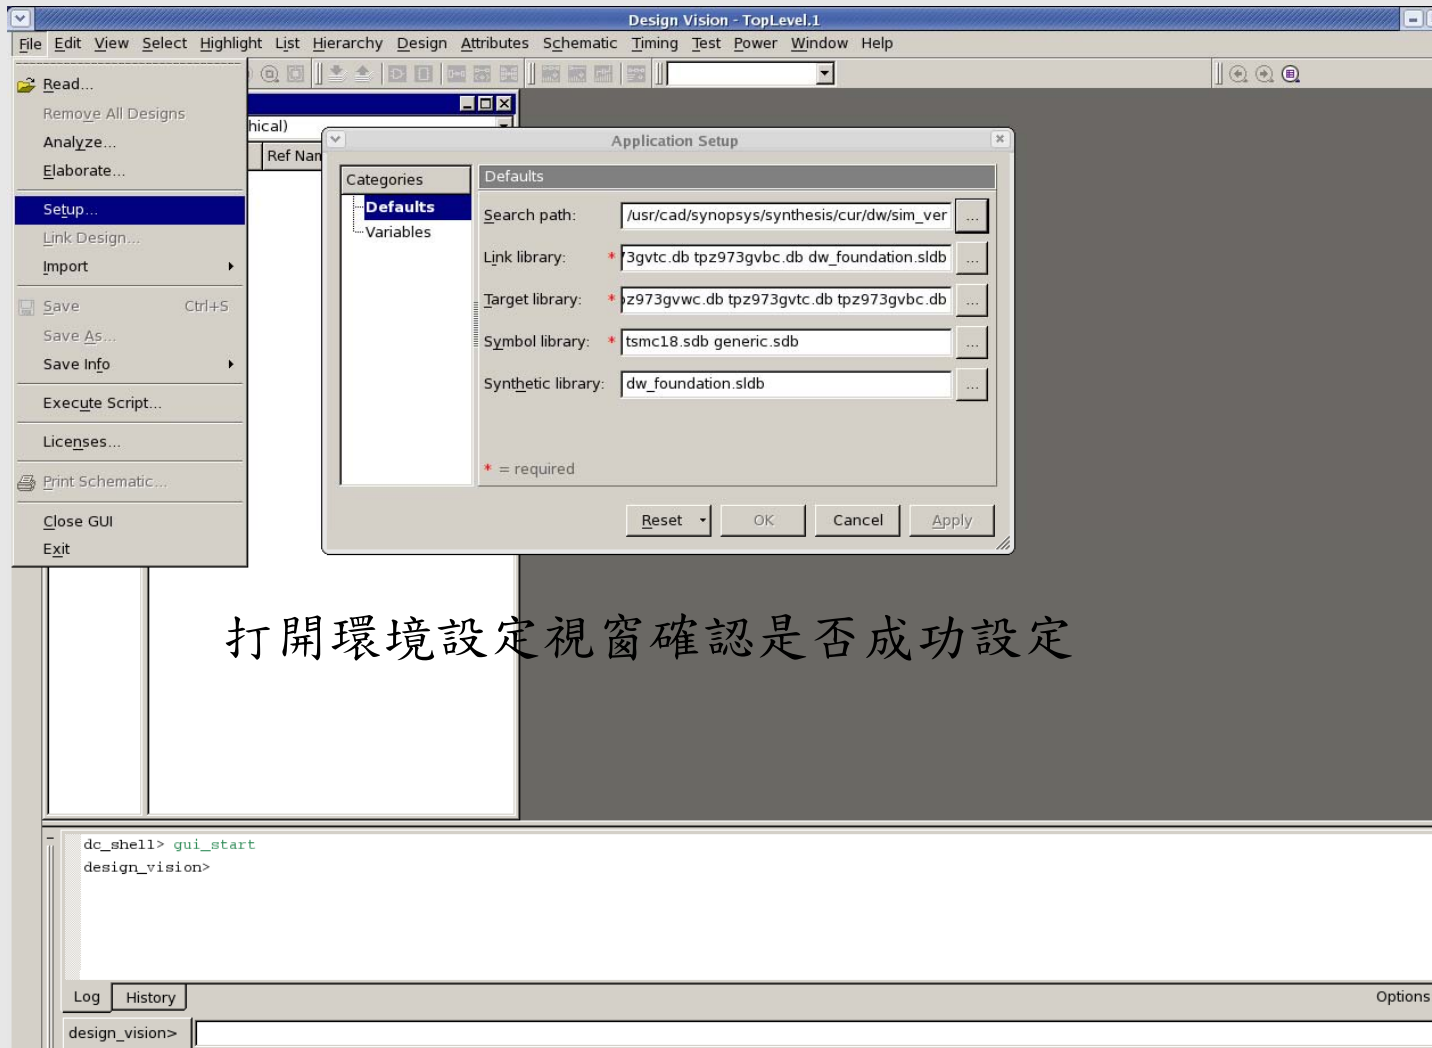 Design Vision - TopLevel.1
File Edit View Select Highlight List Hierarchy Design Attributes Schematic Timing Test Power Window Help
Read...
Remove All Designs
Analyze...
Elaborate...
Setup...
Link Design...
Import
Save Ctrl+S
Save As...
Save Info
Execute Script...
Licenses...
Print Schematic...
Close GUI
Exit
hical)
Ref Nan
Application Setup
Categories
Defaults
Variables
Defaults
Search path: /usr/cad/synopsys/synthesis/cur/dw/sim_ver ...
Link library: * 73gvtc.db tpz973gvbc.db dw_foundation.sldb ...
Target library: * pz973gvwc.db tpz973gvtc.db tpz973gvbc.db ...
Symbol library: * tsmc18.sdb generic.sdb ...
Synthetic library: dw_foundation.sldb ...
* = required
Reset OK Cancel Apply
打開環境設定視窗確認是否成功設定
dc_shell> gui_start
design_vision>
Log History Options
design_vision>